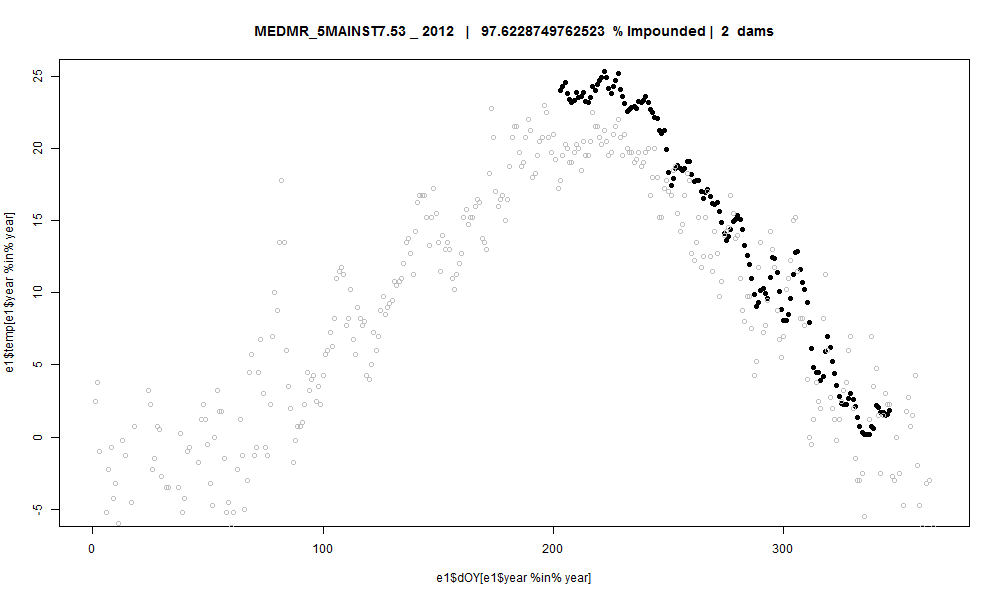 MEDMR_5MAINST7.53 _ 2012 | 97.6228749762523 % Impounded | 2 dams
25
20
15
10
5
0
-5
e1$temp[e1$year %in% year]
0 100 200 300
e1$dOY[e1$year %in% year]